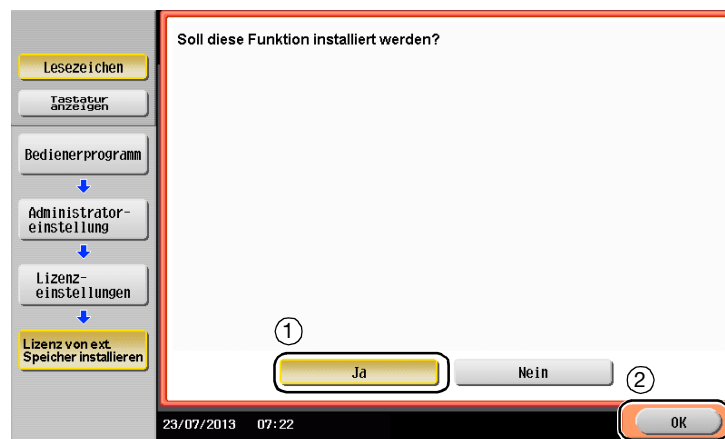 Soll diese Funktion installiert werden?
Lesezeichen
Tastatur
anzeigen
Bedienerprogramm
Administrator-
einstellung
Lizenz-
einstellungen
Lizenz von ext.
Speicher installieren
1
Ja
Nein
2
23/07/2013 07:22
OK